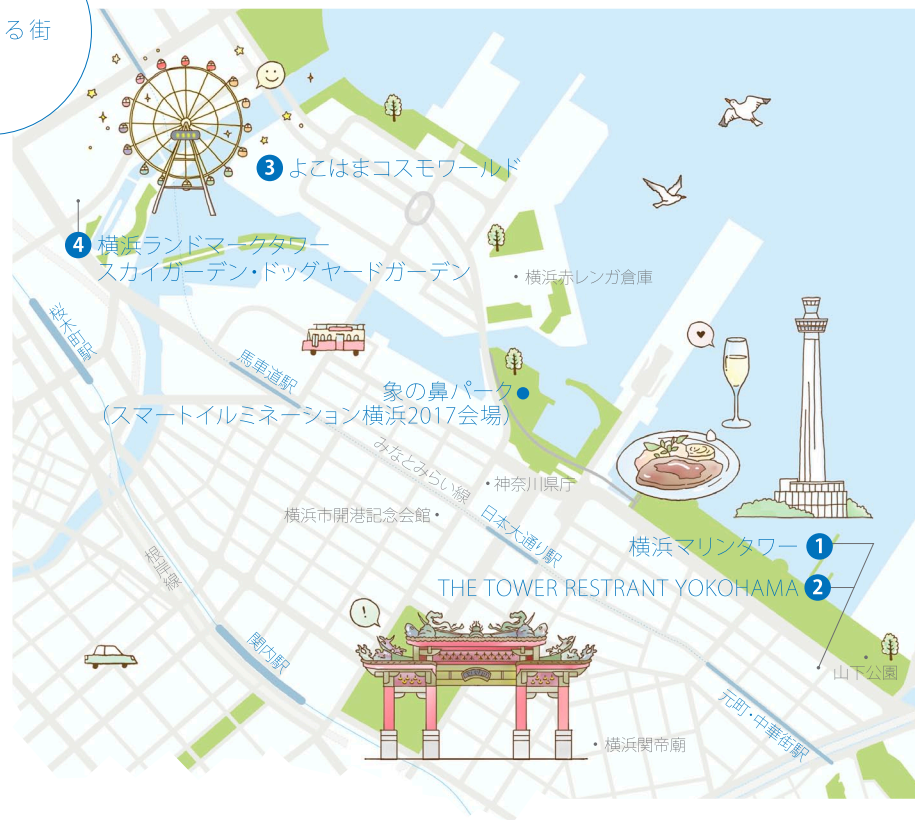 る街
3 よこはまコスモワールド
4 横浜ランドマークタワー
スカイガーデン・ドッグヤードガーデン
横浜赤レンガ倉庫
桜木町駅
馬車道駅
象の鼻パーク
（スマートイルミネーション横浜2017会場）
みなとみらい線
神奈川県庁
横浜市開港記念会館
日本大通り駅
横浜マリンタワー 1
THE TOWER RESTRANT YOKOHAMA 2
根岸線
!
関内駅
山下公園
元町・中華街駅
横浜関帝廟